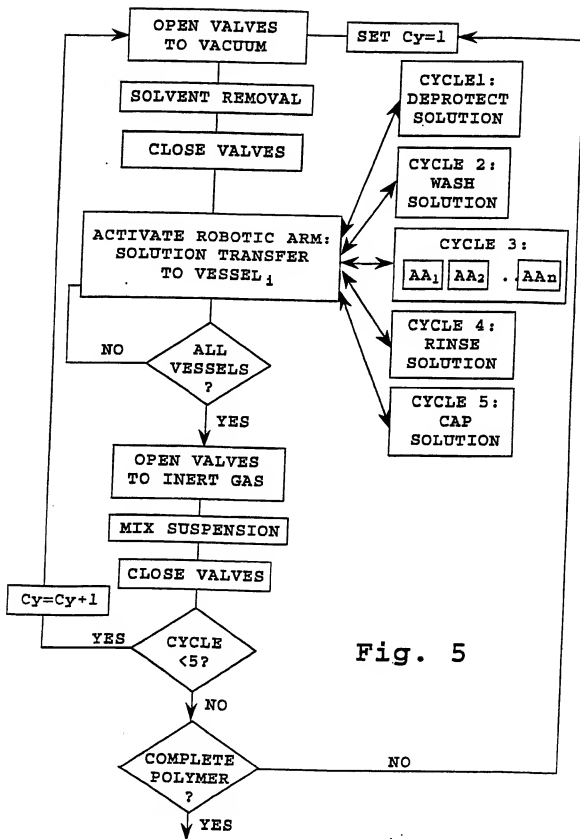 OPEN VALVES
TO VACUUM
SET Cy=1
SOLVENT REMOVAL
CLOSE VALVES
CYCLE1:
DEPROTECT
SOLUTION
CYCLE 2:
WASH
SOLUTION
ACTIVATE ROBOTIC ARM:
SOLUTION TRANSFER
TO VESSELi
CYCLE 3:
AA1 AA2 .. AAn
CYCLE 4:
RINSE
SOLUTION
CYCLE 5:
CAP
SOLUTION
NO
ALL
VESSELS
?
YES
OPEN VALVES
TO INERT GAS
MIX SUSPENSION
CLOSE VALVES
Cy=Cy+1
YES
CYCLE
<5?
Fig. 5
NO
COMPLETE
POLYMER
?
NO
YES